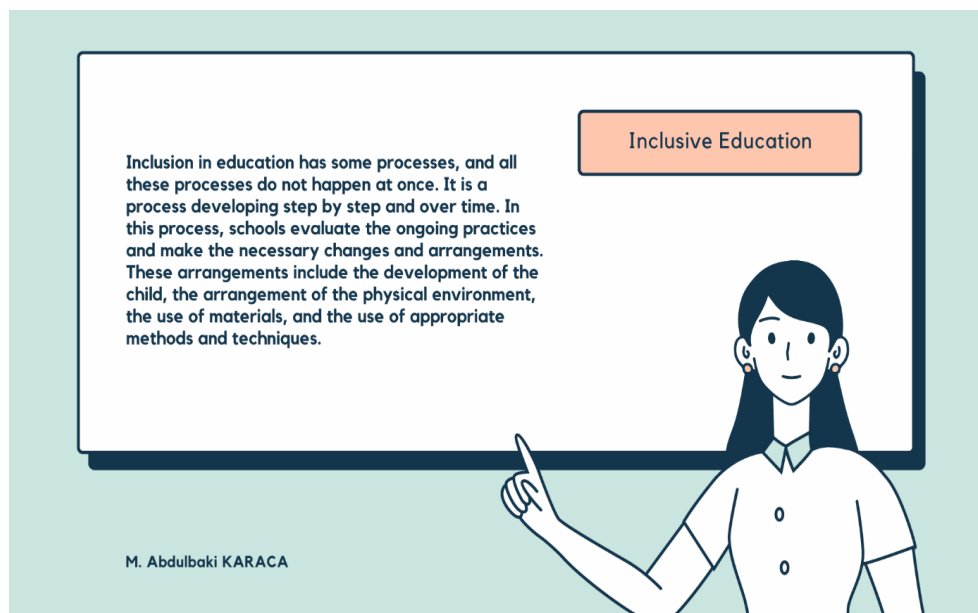 Inclusive Education
Inclusion in education has some processes, and all
these processes do not happen at once. It is a
process developing step by step and over time. In
this process, schools evaluate the ongoing practices
and make the necessary changes and arrangements.
These arrangements include the development of the
child, the arrangement of the physical environment,
the use of materials, and the use of appropriate
methods and techniques.
M. Abdulbaki KARACA